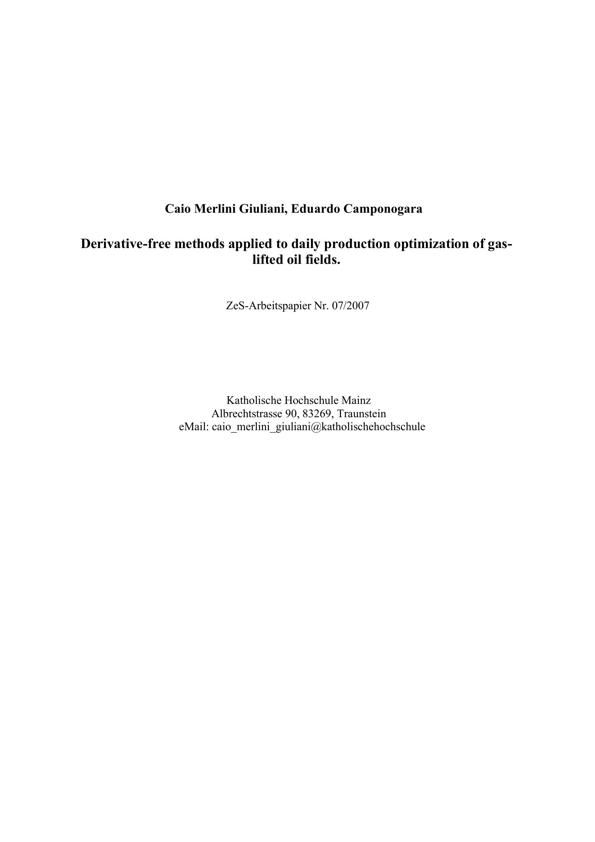 Caio Merlini Giuliani, Eduardo Camponogara
Derivative-free methods applied to daily production optimization of gas-
lifted oil fields.
ZeS-Arbeitspapier Nr. 07/2007
Katholische Hochschule Mainz
Albrechtstrasse 90, 83269, Traunstein
eMail: caio_merlini_giuliani@katholischehochschule